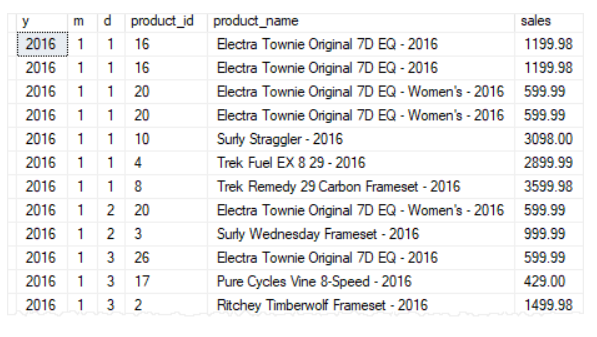 y m d product_id product_name sales
2016 1 1 16 Electra Townie Original 7D EQ - 2016 1199.98
2016 1 1 16 Electra Townie Original 7D EQ - 2016 1199.98
2016 1 1 20 Electra Townie Original 7D EQ - Women's - 2016 599.99
2016 1 1 20 Electra Townie Original 7D EQ - Women's - 2016 599.99
2016 1 1 10 Surly Straggler - 2016 3098.00
2016 1 1 4 Trek Fuel EX 8 29 - 2016 2899.99
2016 1 1 8 Trek Remedy 29 Carbon Frameset - 2016 3599.98
2016 1 2 20 Electra Townie Original 7D EQ - Women's - 2016 599.99
2016 1 2 3 Surly Wednesday Frameset - 2016 999.99
2016 1 3 26 Electra Townie Original 7D EQ - 2016 599.99
2016 1 3 17 Pure Cycles Vine 8-Speed - 2016 429.00
2016 1 3 2 Ritchey Timberwolf Frameset - 2016 1499.98